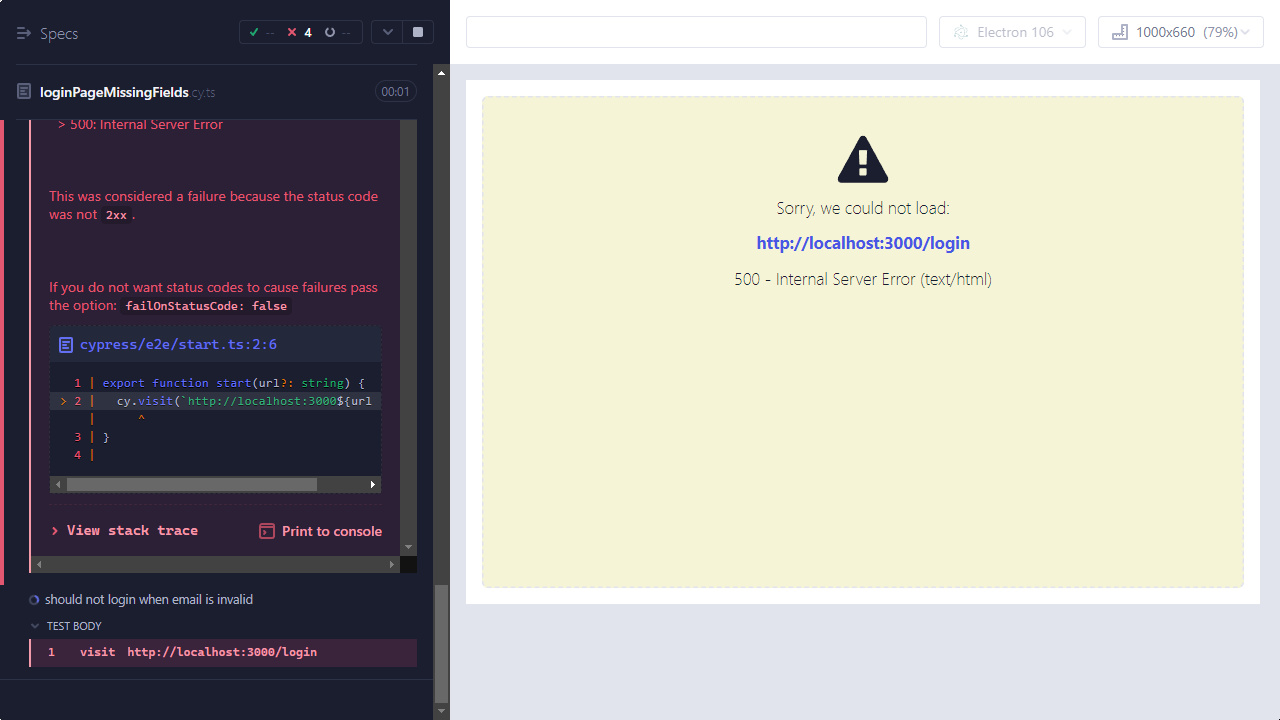 Specs
-- 4 --
loginPageMissingFields.cy.ts
00:01
> 500: Internal Server Error
This was considered a failure because the status code
was not 2xx.
If you do not want status codes to cause failures pass
the option: failOnStatusCode: false
cypress/e2e/start.ts:2:6
1 | export function start(url?: string) {
> 2 |   cy.visit(`http://localhost:3000${url
|      ^
3 | }
4 |
> View stack trace
Print to console
should not login when email is invalid
TEST BODY
1 visit http://localhost:3000/login
Electron 106
1000x660 (79%)
Sorry, we could not load:
http://localhost:3000/login
500 - Internal Server Error (text/html)